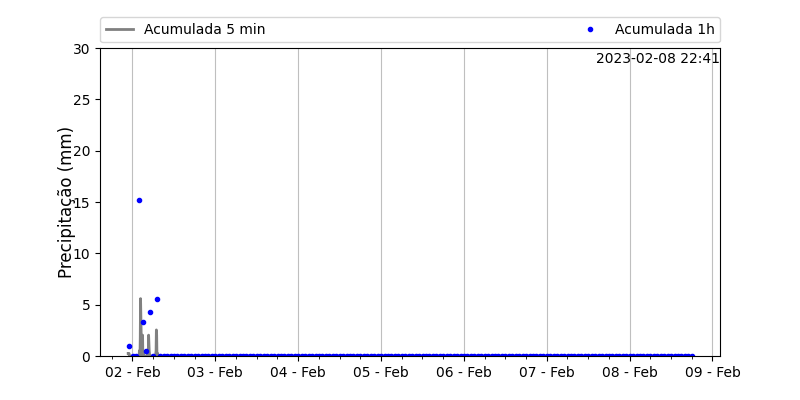 Acumulada 5 min
Acumulada 1h
2023-02-08 22:41
Precipitação (mm)
30
25
20
15
10
5
0
02 - Feb
03 - Feb
04 - Feb
05 - Feb
06 - Feb
07 - Feb
08 - Feb
09 - Feb